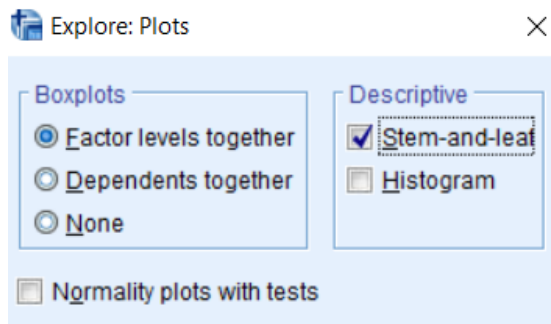 Explore: Plots
Boxplots
Factor levels together
Dependents together
None
Descriptive
Stem-and-leaf
Histogram
Normality plots with tests